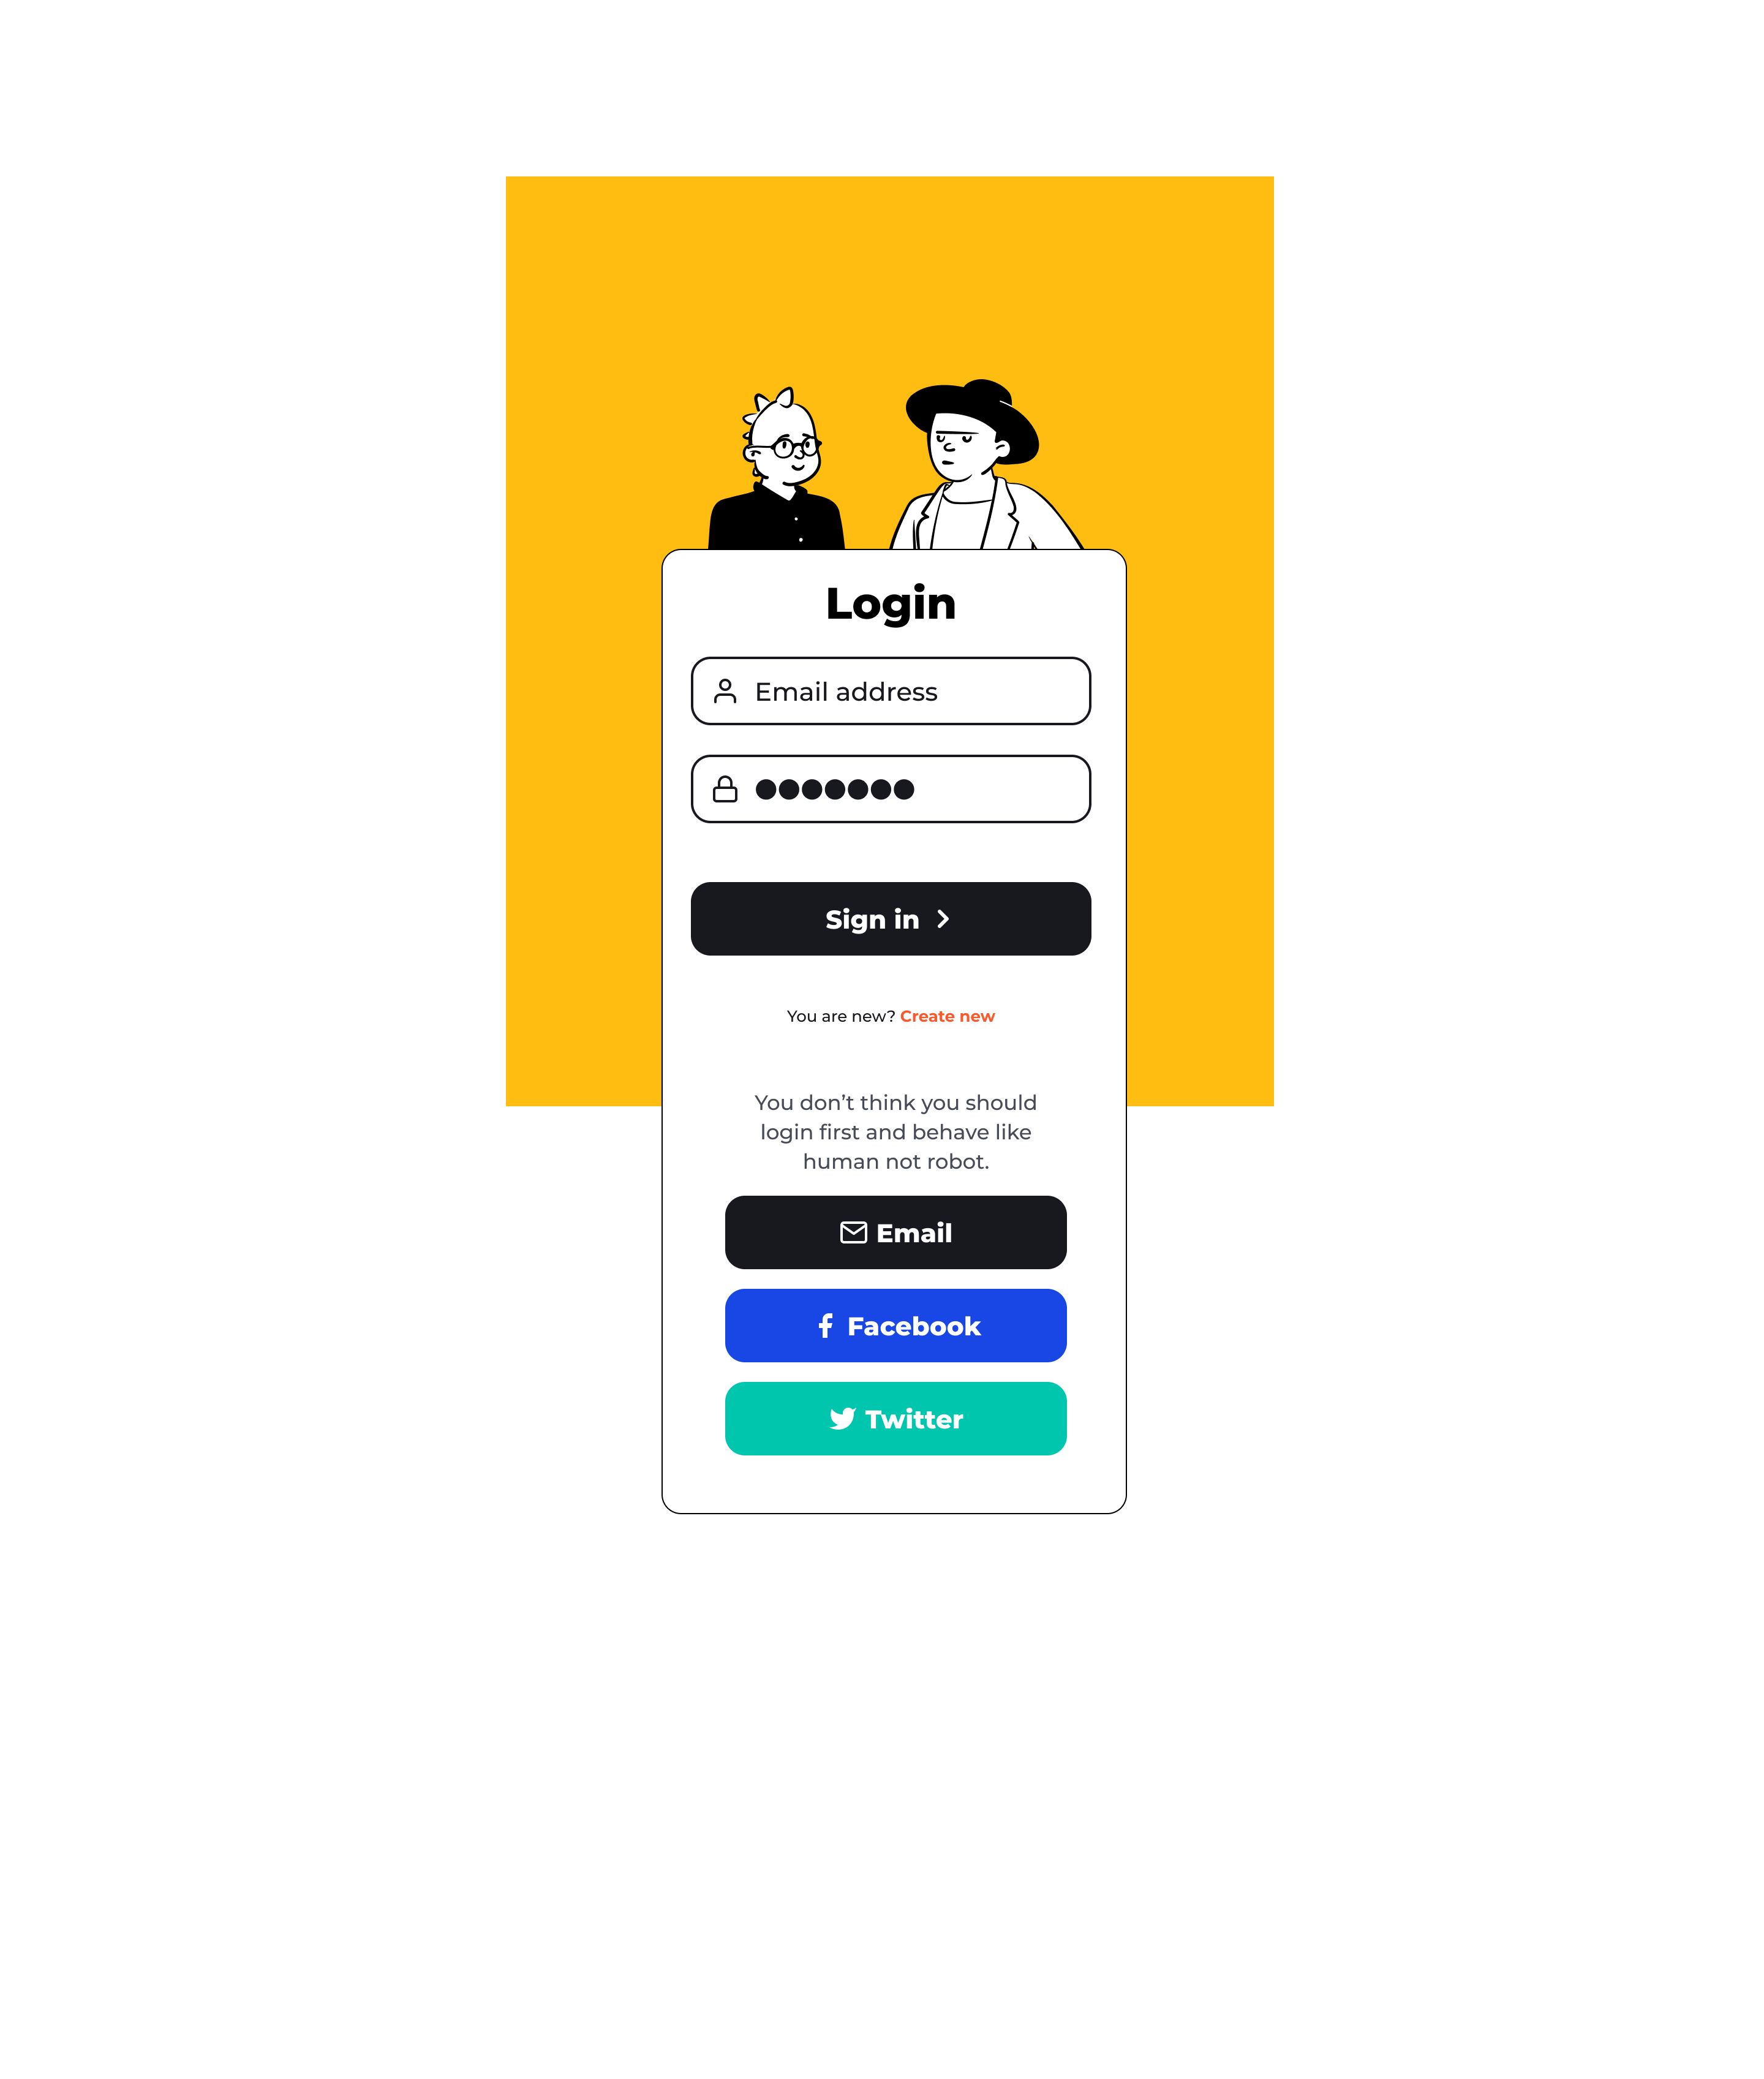 Login
Email address
●●●●●●●
Sign in
You are new? Create new
You don’t think you should
login first and behave like
human not robot.
Email
Facebook
Twitter